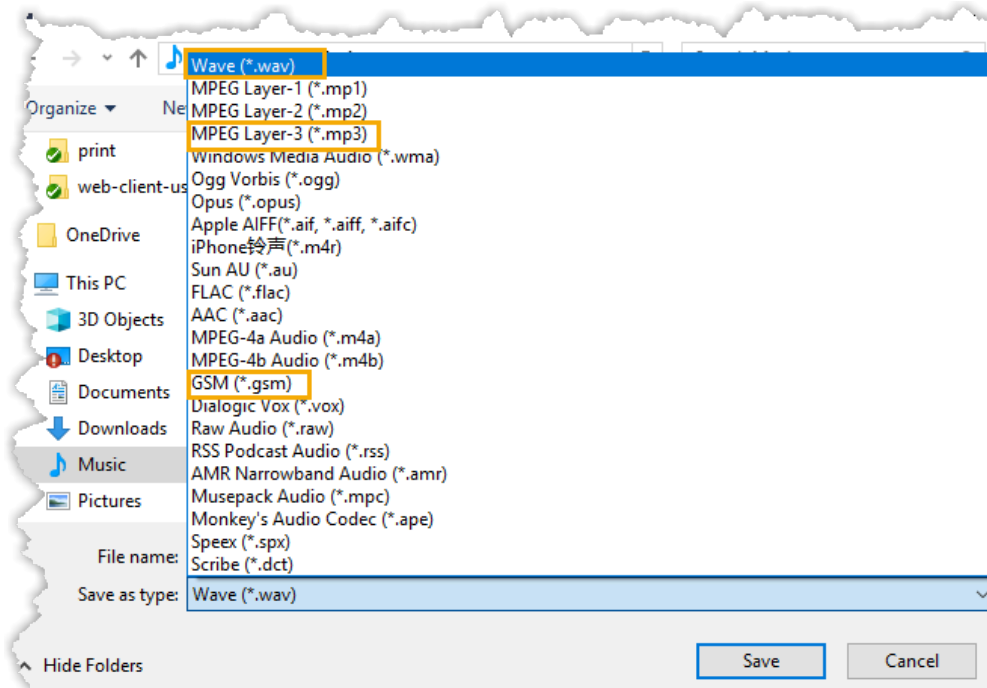 Wave (*.wav)
Organize
Ne
MPEG Layer-1 (*.mp1)
MPEG Layer-2 (*.mp2)
MPEG Layer-3 (*.mp3)
Windows Media Audio (*.wma)
Ogg Vorbis (*.ogg)
Opus (*.opus)
Apple AIFF(*.aif, *.aiff, *.aifc)
iPhone铃声(*.m4r)
Sun AU (*.au)
FLAC (*.flac)
AAC (*.aac)
MPEG-4a Audio (*.m4a)
MPEG-4b Audio (*.m4b)
GSM (*.gsm)
Dialogic Vox (*.vox)
Raw Audio (*.raw)
RSS Podcast Audio (*.rss)
AMR Narrowband Audio (*.amr)
Musepack Audio (*.mpc)
Monkey's Audio Codec (*.ape)
Speex (*.spx)
Scribe (*.dct)
print
web-client-us
OneDrive
This PC
3D Objects
Desktop
Documents
Downloads
Music
Pictures
File name:
Save as type: Wave (*.wav)
Hide Folders
Save
Cancel